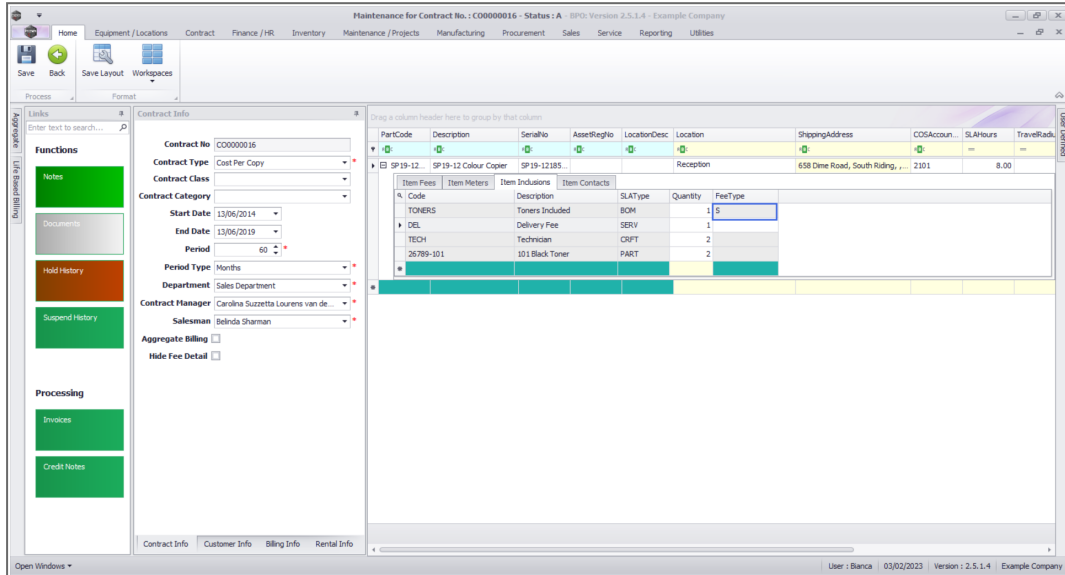 Maintenance for Contract No. : CO0000016 - Status : A - BPO: Version 2.5.1.4 - Example Company
Home Equipment / Locations Contract Finance / HR Inventory Maintenance / Projects Manufacturing Procurement Sales Service Reporting Utilities
Save Back Save Layout Workspaces
Process Format
Aggregate
Life Based Billing
Links
Enter text to search...
Functions
Notes
Documents
Hold History
Suspend History
Processing
Invoices
Credit Notes
Contract Info
Contract No CO0000016
Contract Type Cost Per Copy *
Contract Class
Contract Category
Start Date 13/06/2014
End Date 13/06/2019
Period 60 *
Period Type Months *
Department Sales Department *
Contract Manager Carolina Suzzetta Lourens van de... *
Salesman Belinda Sharman *
Aggregate Billing
Hide Fee Detail
Contract Info Customer Info Billing Info Rental Info
Drag a column header here to group by that column
PartCode Description SerialNo AssetRegNo LocationDesc Location ShippingAddress COSAccoun... SLAHours TravelRadiu
SP19-12... SP19-12 Colour Copier SP19-12185... Reception 658 Dime Road, South Riding, ,... 2101 8.00
Item Fees Item Meters Item Inclusions Item Contacts
Code Description SLAType Quantity FeeType
TONERS Toners Included BOM 1 S
DEL Delivery Fee SERV 1
TECH Technician CRFT 2
26789-101 101 Black Toner PART 2
User Defined
Open Windows
User : Bianca 03/02/2023 Version : 2.5.1.4 Example Company